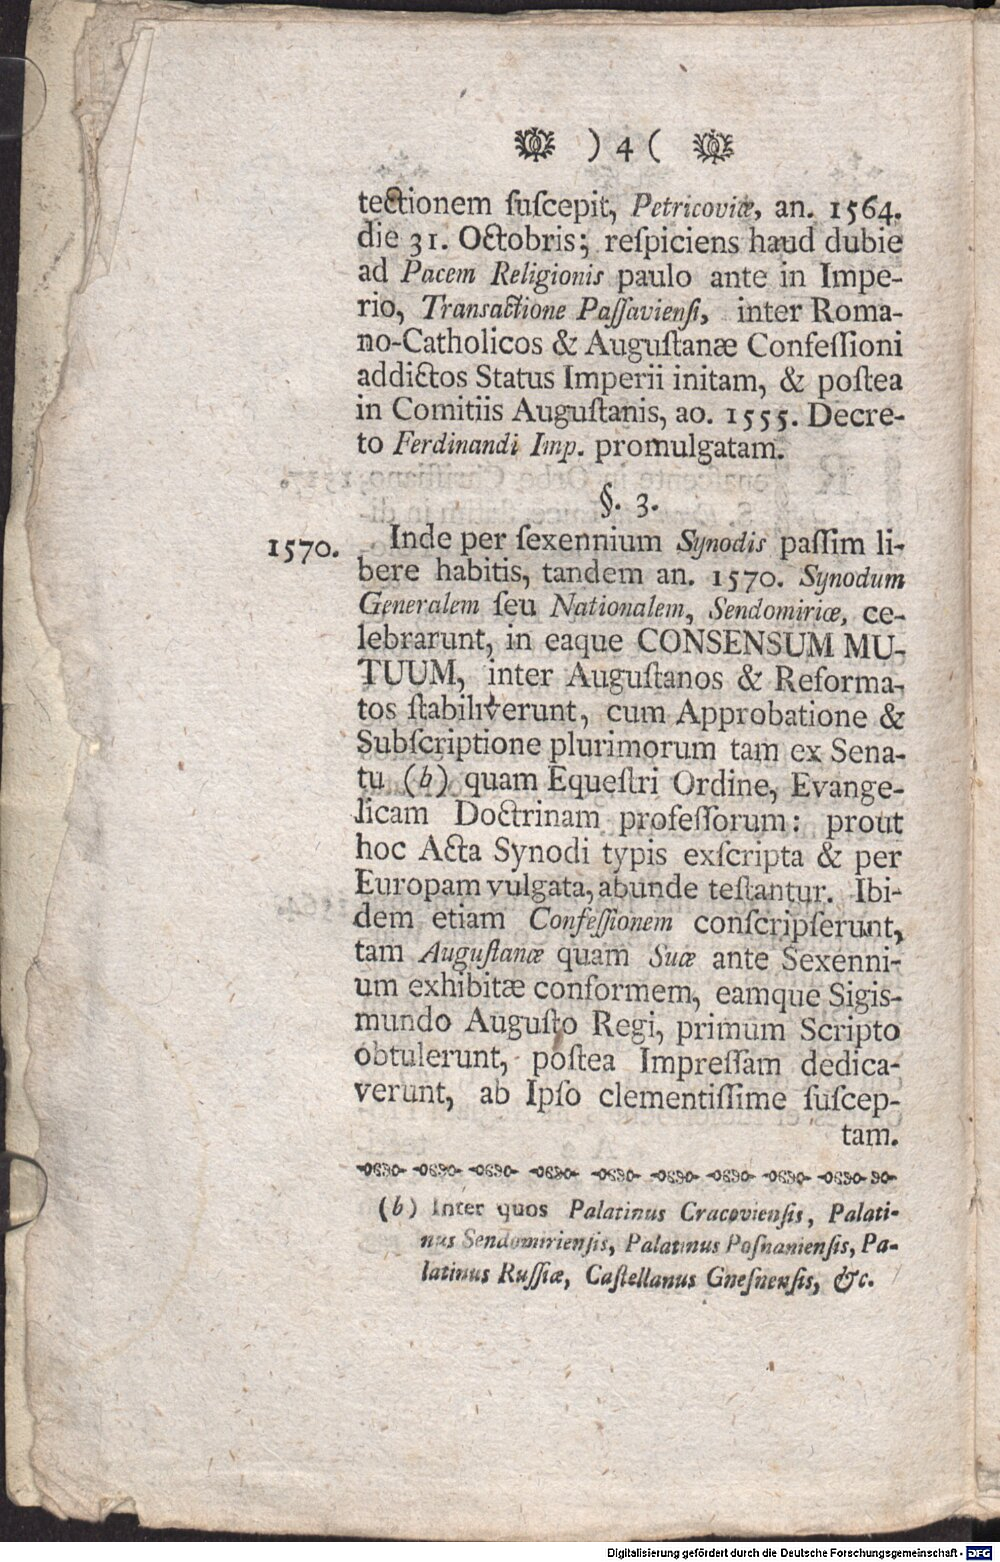 ) 4 (
tectionem ſuſcepit, Petricoviæ, an. 1564.
die 31. Octobris; reſpiciens haud dubie
ad Pacem Religionis paulo ante in Impe-
rio, Transactione Paſſavienſi, inter Roma-
no-Catholicos & Auguſtanæ Confeſſioni
addictos Status Imperii initam, & poſtea
in Comitiis Auguſtanis, ao. 1555. Decre-
to Ferdinandi Imp. promulgatam.
§. 3.
1570. Inde per ſexennium Synodis paſſim li-
bere habitis, tandem an. 1570. Synodum
Generalem ſeu Nationalem, Sendomiriæ, ce-
lebrarunt, in eaque CONSENSUM MU-
TUUM, inter Auguſtanos & Reforma-
tos ſtabiliverunt, cum Approbatione &
Subſcriptione plurimorum tam ex Sena-
tu (b) quam Equeſtri Ordine, Evange-
licam Doctrinam profeſſorum: prout
hoc Acta Synodi typis exſcripta & per
Europam vulgata, abunde teſtantur. Ibi-
dem etiam Confeſſionem conſcripſerunt,
tam Auguſtanæ quam Suæ ante Sexenni-
um exhibitæ conformem, eamque Sigis-
mundo Auguſto Regi, primum Scripto
obtulerunt, poſtea Impreſſam dedica-
verunt, ab Ipſo clementiſſime ſuſcep-
tam.
(b) Inter quos Palatinus Cracovienſis, Palati-
nus Sendomirienſis, Palatinus Poſnanienſis, Pa-
latinus Ruſſiæ, Caſtellanus Gneſnenſis, &c.
Digitalisierung gefördert durch die Deutsche Forschungsgemeinschaft - DFG